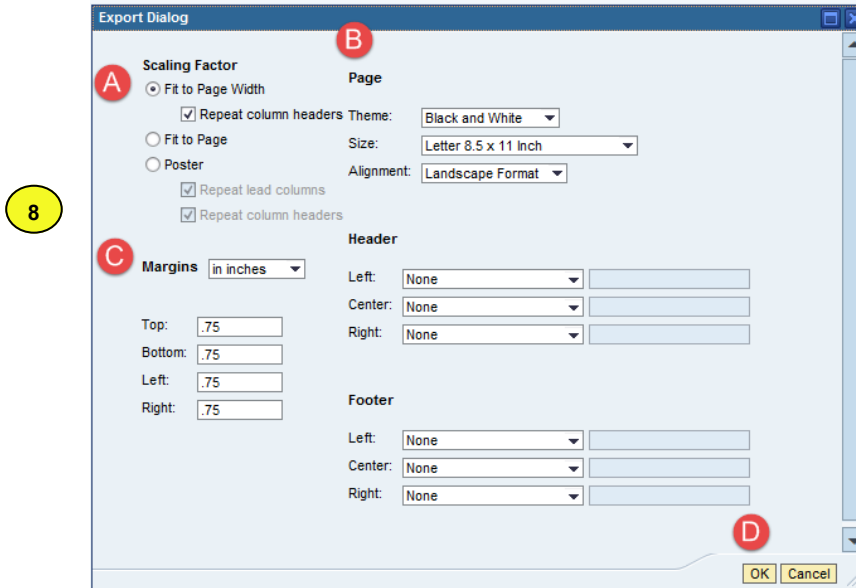 Export Dialog
B
Scaling Factor
A
Fit to Page Width
Repeat column headers
Fit to Page
Poster
Repeat lead columns
Repeat column headers
Page
Theme: Black and White
Size: Letter 8.5 x 11 Inch
Alignment: Landscape Format
8
C
Margins in inches
Top: .75
Bottom: .75
Left: .75
Right: .75
Header
Left: None
Center: None
Right: None
Footer
Left: None
Center: None
Right: None
D
OK Cancel